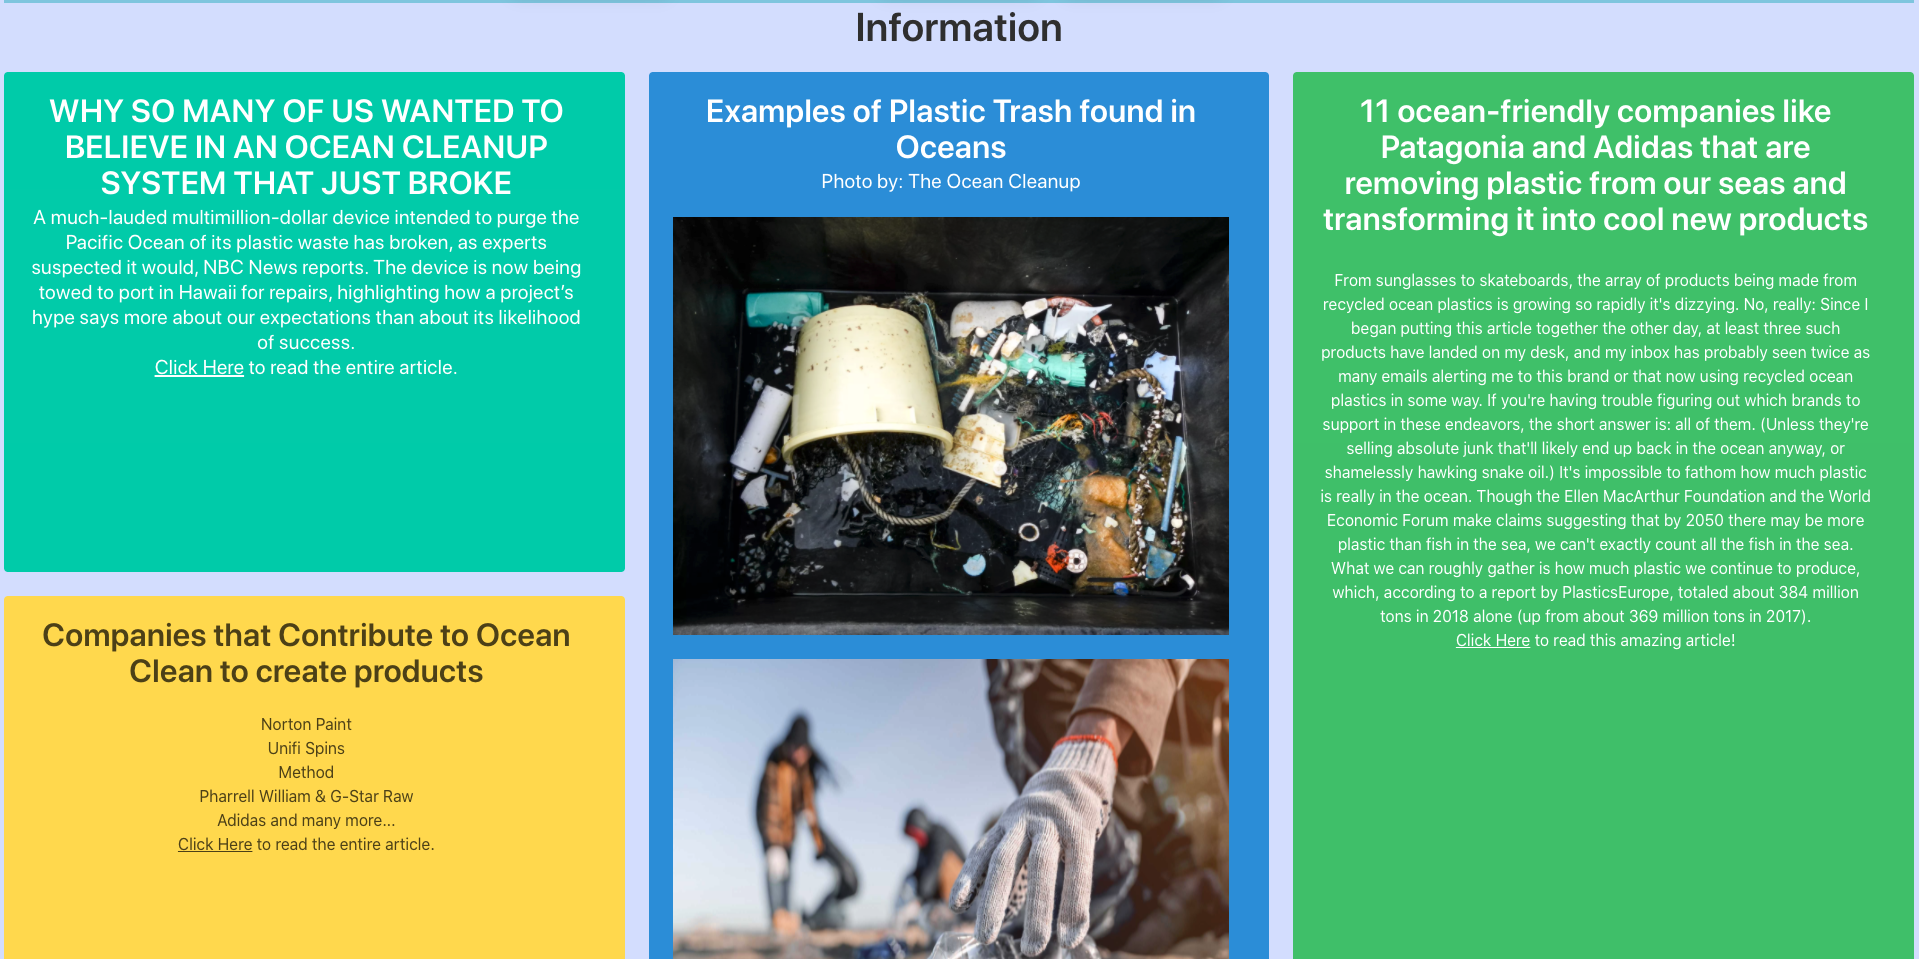 Information
WHY SO MANY OF US WANTED TO
BELIEVE IN AN OCEAN CLEANUP
SYSTEM THAT JUST BROKE
A much-lauded multimillion-dollar device intended to purge the
Pacific Ocean of its plastic waste has broken, as experts
suspected it would, NBC News reports. The device is now being
towed to port in Hawaii for repairs, highlighting how a project’s
hype says more about our expectations than about its likelihood
of success.
Click Here to read the entire article.
Companies that Contribute to Ocean
Clean to create products
Norton Paint
Unifi Spins
Method
Pharrell William & G-Star Raw
Adidas and many more...
Click Here to read the entire article.
Examples of Plastic Trash found in
Oceans
Photo by: The Ocean Cleanup
11 ocean-friendly companies like
Patagonia and Adidas that are
removing plastic from our seas and
transforming it into cool new products
From sunglasses to skateboards, the array of products being made from
recycled ocean plastics is growing so rapidly it's dizzying. No, really: Since I
began putting this article together the other day, at least three such
products have landed on my desk, and my inbox has probably seen twice as
many emails alerting me to this brand or that now using recycled ocean
plastics in some way. If you're having trouble figuring out which brands to
support in these endeavors, the short answer is: all of them. (Unless they're
selling absolute junk that'll likely end up back in the ocean anyway, or
shamelessly hawking snake oil.) It's impossible to fathom how much plastic
is really in the ocean. Though the Ellen MacArthur Foundation and the World
Economic Forum make claims suggesting that by 2050 there may be more
plastic than fish in the sea, we can't exactly count all the fish in the sea.
What we can roughly gather is how much plastic we continue to produce,
which, according to a report by PlasticsEurope, totaled about 384 million
tons in 2018 alone (up from about 369 million tons in 2017).
Click Here to read this amazing article!